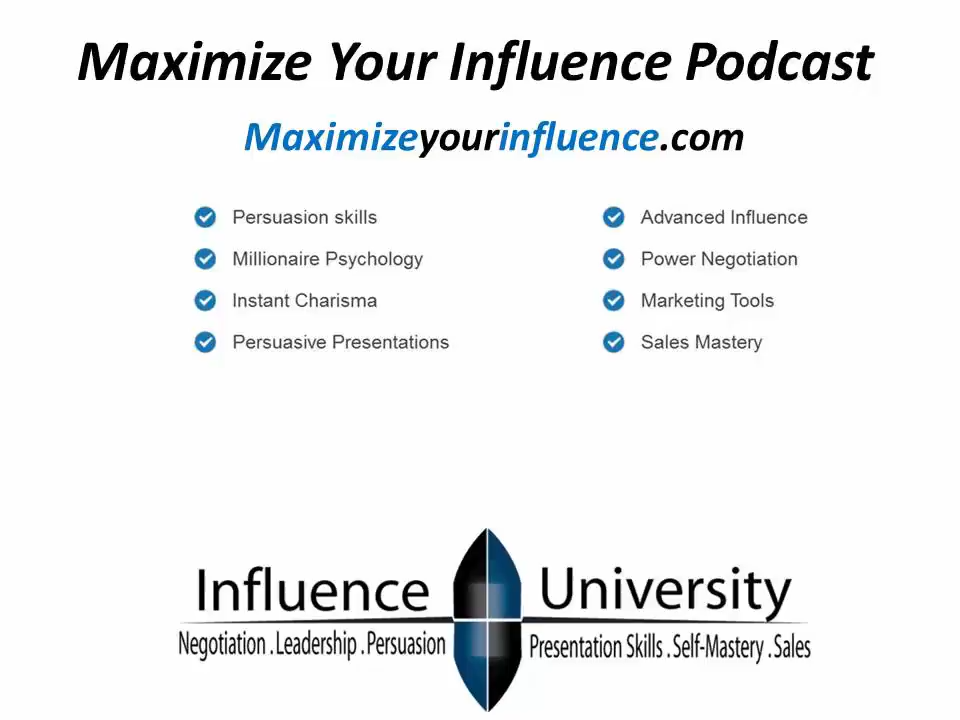 Maximize Your Influence Podcast
Maximizeyourinfluence.com
Persuasion skills
Millionaire Psychology
Instant Charisma
Persuasive Presentations
Advanced Influence
Power Negotiation
Marketing Tools
Sales Mastery
Influence University
Negotiation .Leadership .Persuasion Presentation Skills .Self-Mastery .Sales